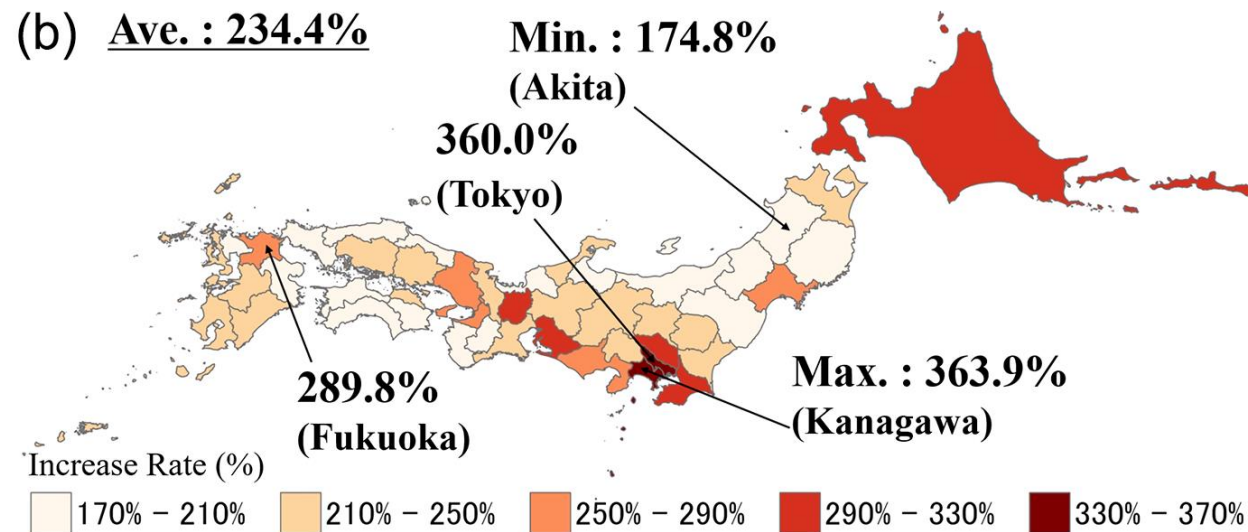 (b) Ave. : 234.4%
Min. : 174.8%
(Akita)
360.0%
(Tokyo)
289.8%
(Fukuoka)
Max. : 363.9%
(Kanagawa)
Increase Rate (%)
170% – 210% 210% – 250% 250% – 290% 290% – 330% 330% – 370%